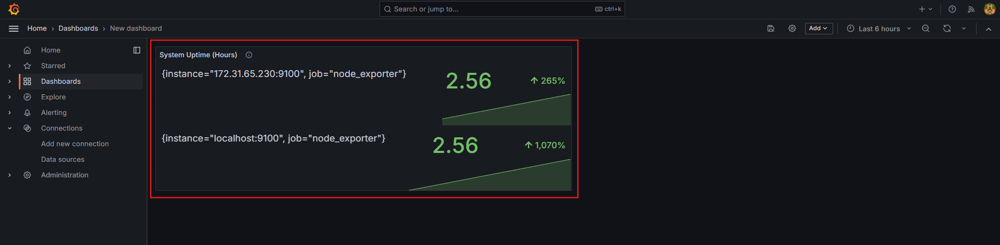 Search or jump to...
ctrl+k
Home › Dashboards › New dashboard
Add
Last 6 hours
Home
Starred
Dashboards
Explore
Alerting
Connections
Add new connection
Data sources
Administration
System Uptime (Hours)
{instance="172.31.65.230:9100", job="node_exporter"}
2.56
265%
{instance="localhost:9100", job="node_exporter"}
2.56
1,070%